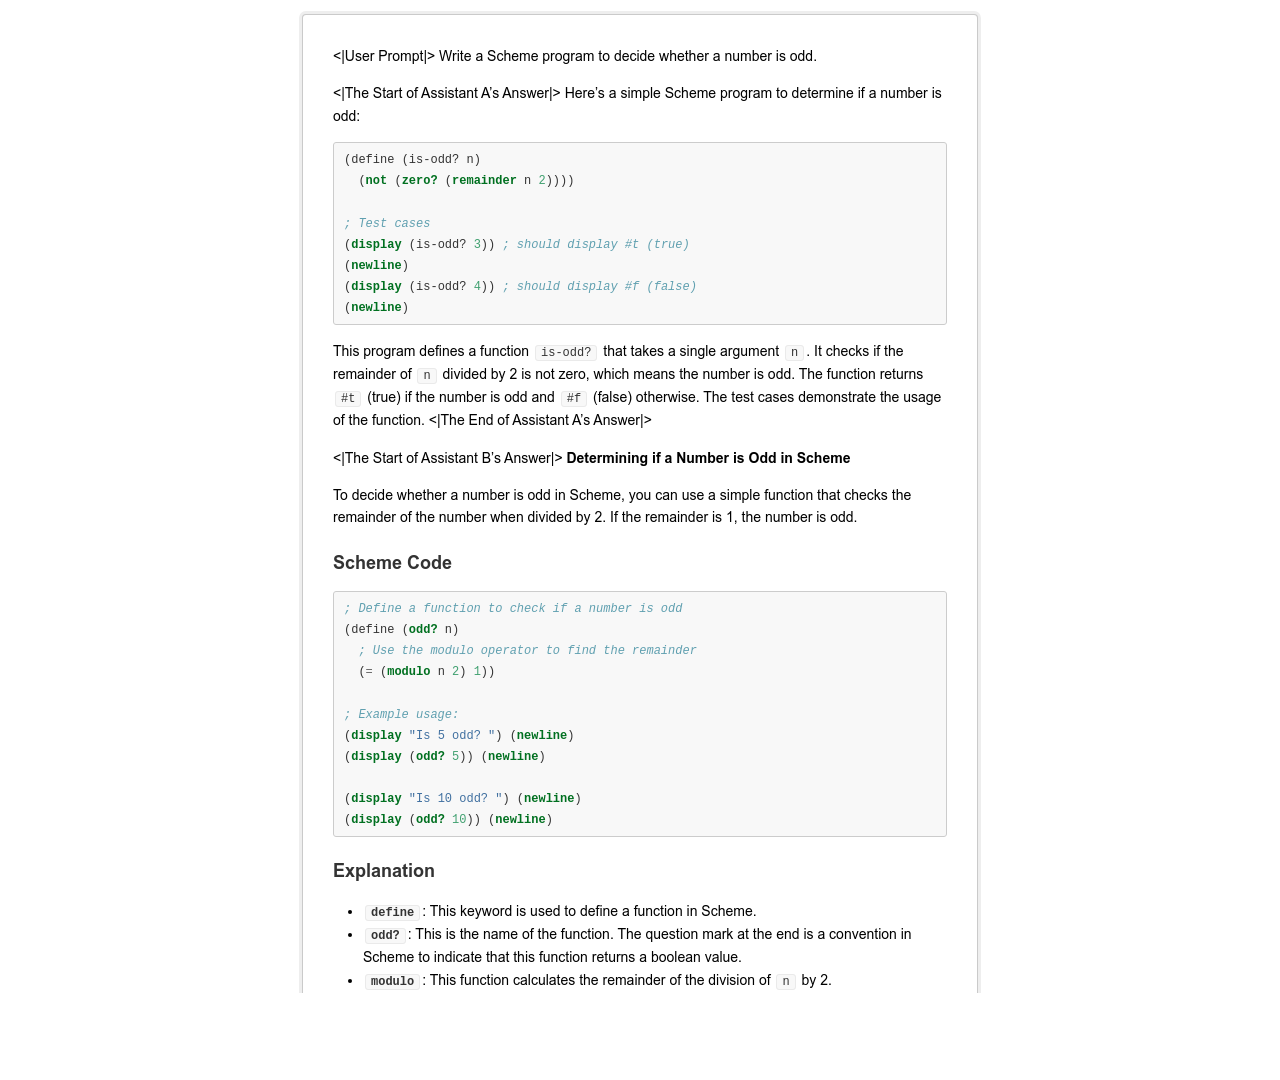 <|User Prompt|> Write a Scheme program to decide whether a number is odd.
<|The Start of Assistant A’s Answer|> Here’s a simple Scheme program to determine if a number is
odd:
(define (is-odd? n)
  (not (zero? (remainder n 2))))
; Test cases
(display (is-odd? 3)) ; should display #t (true)
(newline)
(display (is-odd? 4)) ; should display #f (false)
(newline)
This program defines a function is-odd? that takes a single argument n. It checks if the
remainder of n divided by 2 is not zero, which means the number is odd. The function returns
#t (true) if the number is odd and #f (false) otherwise. The test cases demonstrate the usage
of the function. <|The End of Assistant A’s Answer|>
<|The Start of Assistant B’s Answer|> Determining if a Number is Odd in Scheme
To decide whether a number is odd in Scheme, you can use a simple function that checks the
remainder of the number when divided by 2. If the remainder is 1, the number is odd.
Scheme Code
; Define a function to check if a number is odd
(define (odd? n)
  ; Use the modulo operator to find the remainder
  (= (modulo n 2) 1))
; Example usage:
(display "Is 5 odd? ") (newline)
(display (odd? 5)) (newline)
(display "Is 10 odd? ") (newline)
(display (odd? 10)) (newline)
Explanation
• define: This keyword is used to define a function in Scheme.
• odd?: This is the name of the function. The question mark at the end is a convention in
Scheme to indicate that this function returns a boolean value.
• modulo: This function calculates the remainder of the division of n by 2.